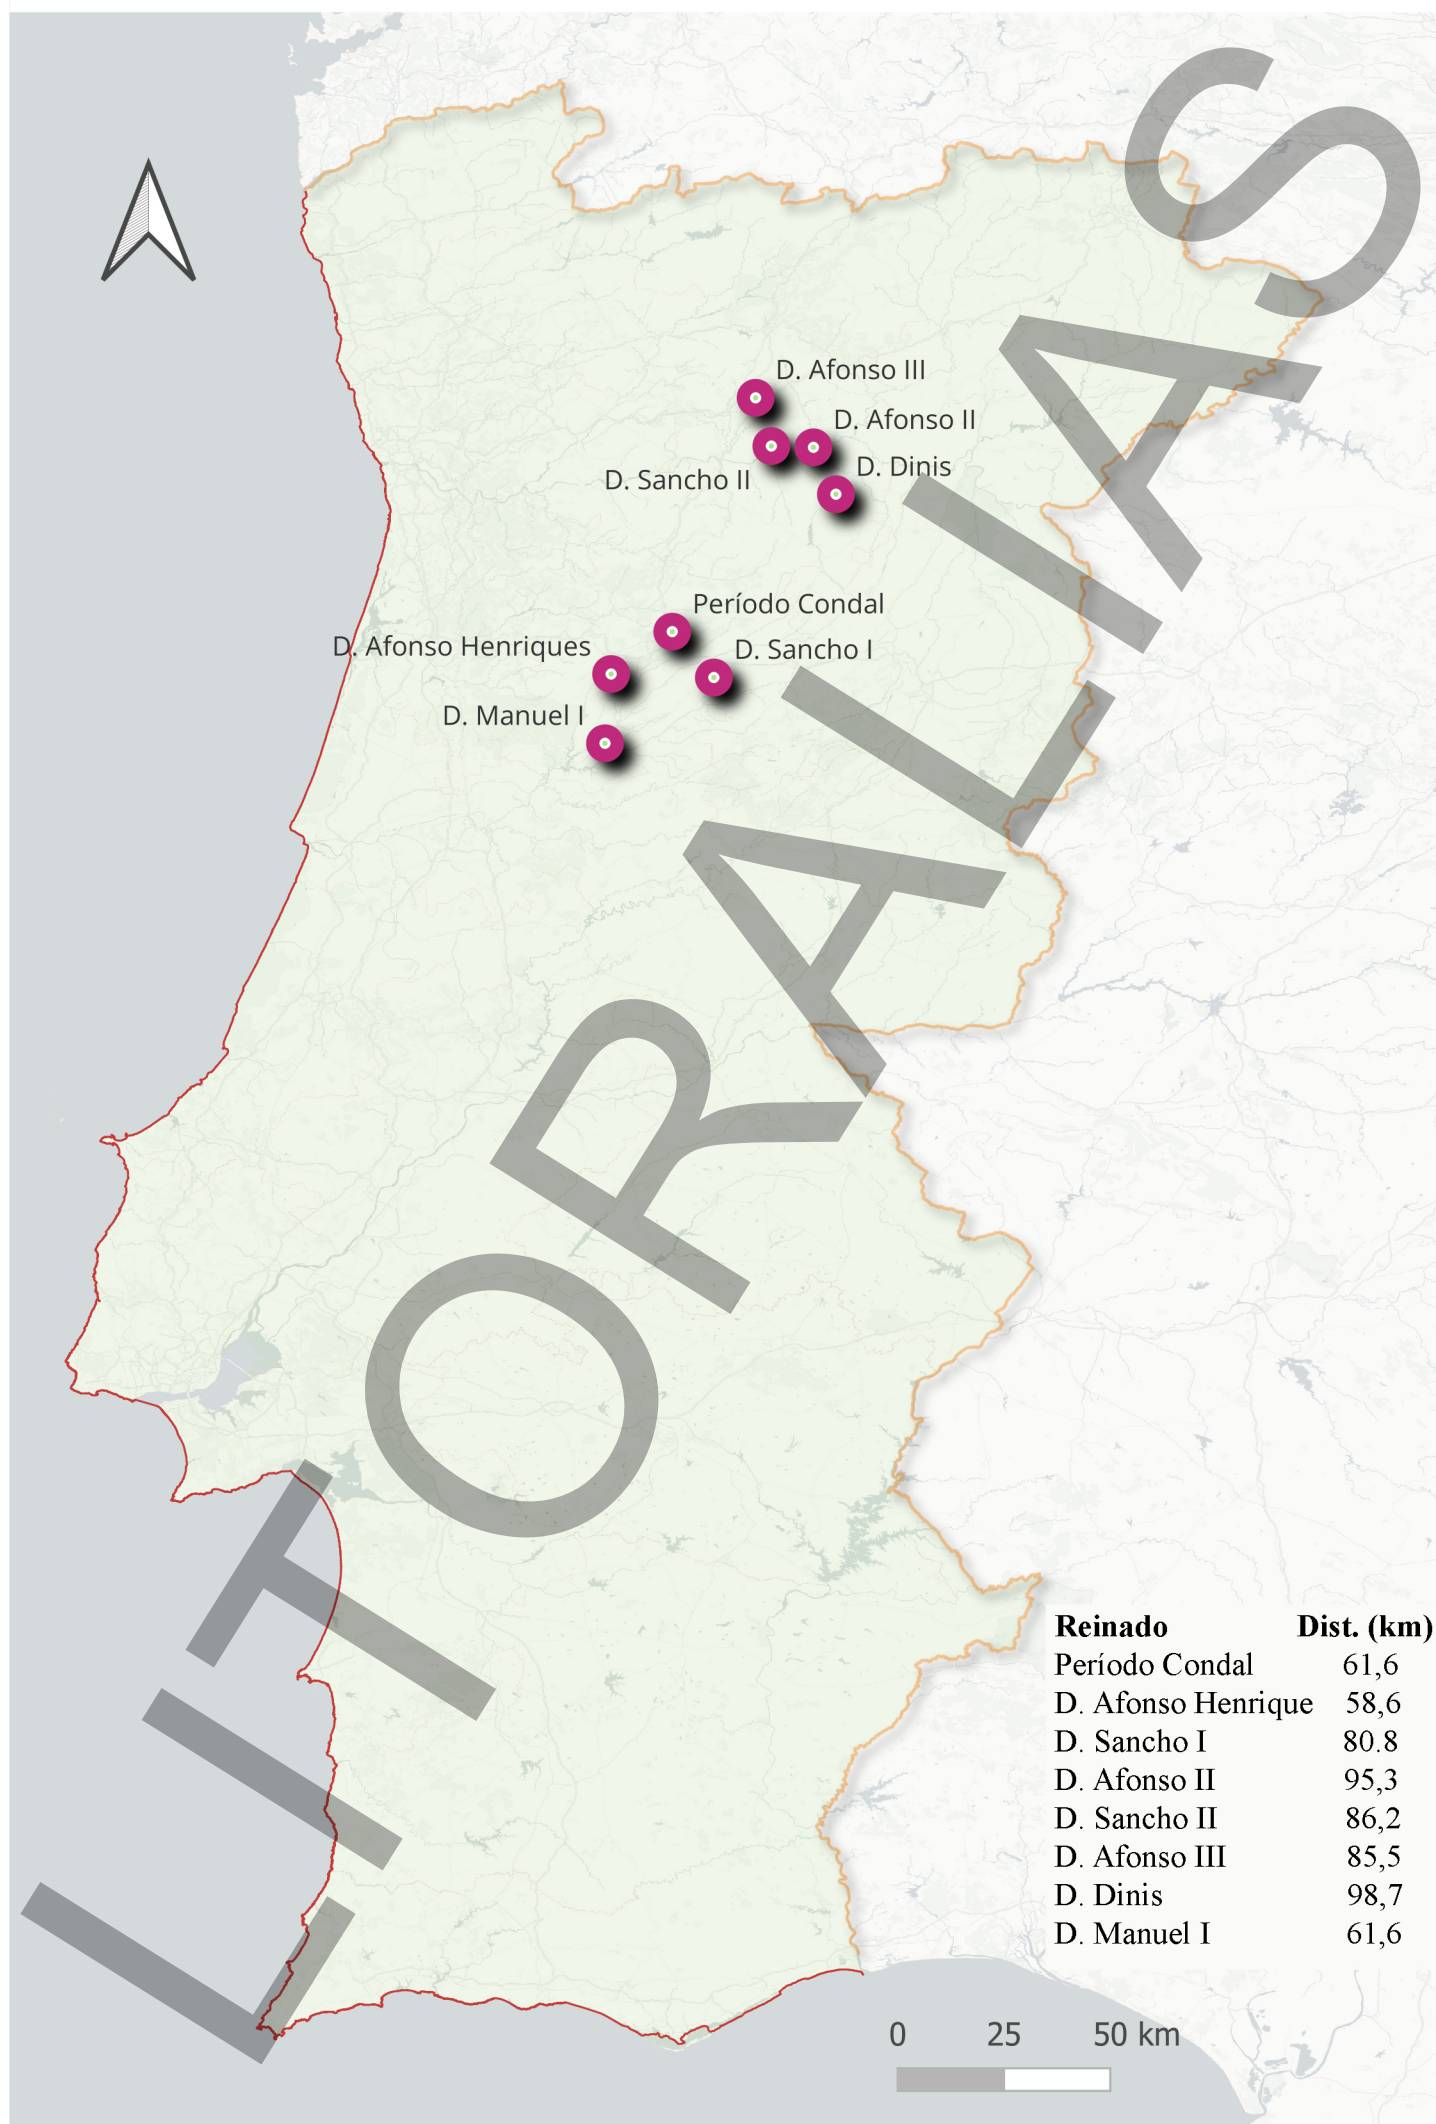 D. Afonso III
D. Afonso II
D. Dinis
D. Sancho II
Período Condal
D. Afonso Henriques
D. Sancho I
D. Manuel I
LITORALIAS
Reinado Dist. (km)
Período Condal 61,6
D. Afonso Henrique 58,6
D. Sancho I 80.8
D. Afonso II 95,3
D. Sancho II 86,2
D. Afonso III 85,5
D. Dinis 98,7
D. Manuel I 61,6
0 25 50 km